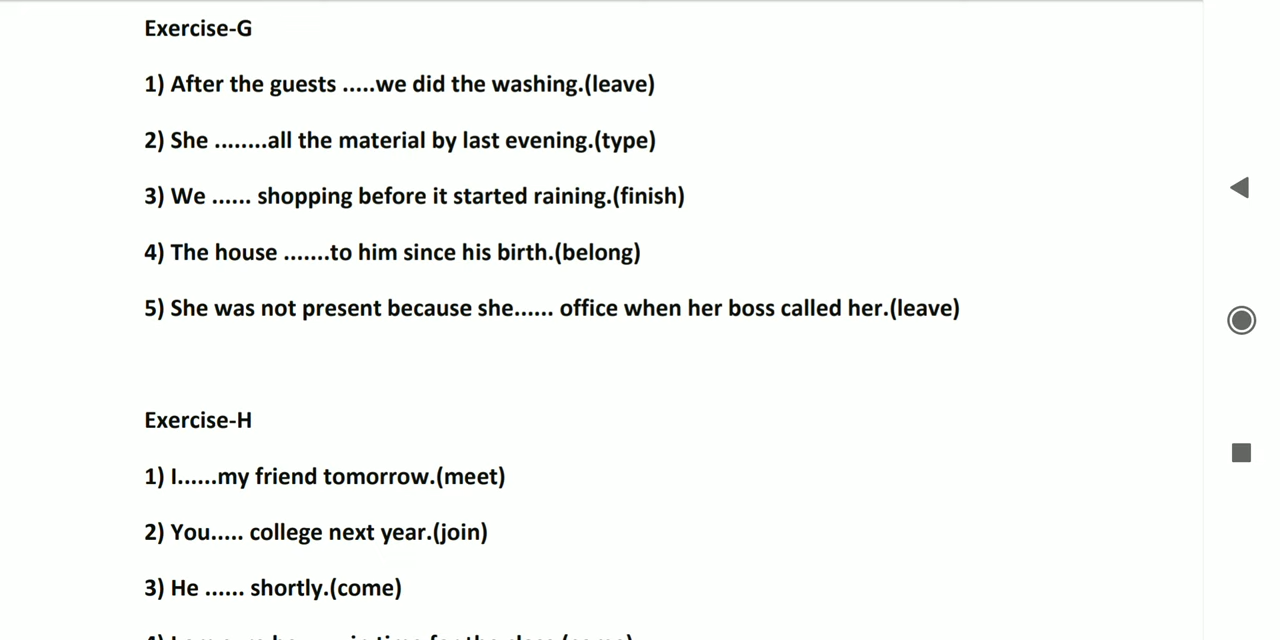 Exercise-G
1) After the guests .....we did the washing.(leave)
2) She ........all the material by last evening.(type)
3) We ...... shopping before it started raining.(finish)
4) The house .......to him since his birth.(belong)
5) She was not present because she...... office when her boss called her.(leave)
Exercise-H
1) I......my friend tomorrow.(meet)
2) You..... college next year.(join)
3) He ...... shortly.(come)